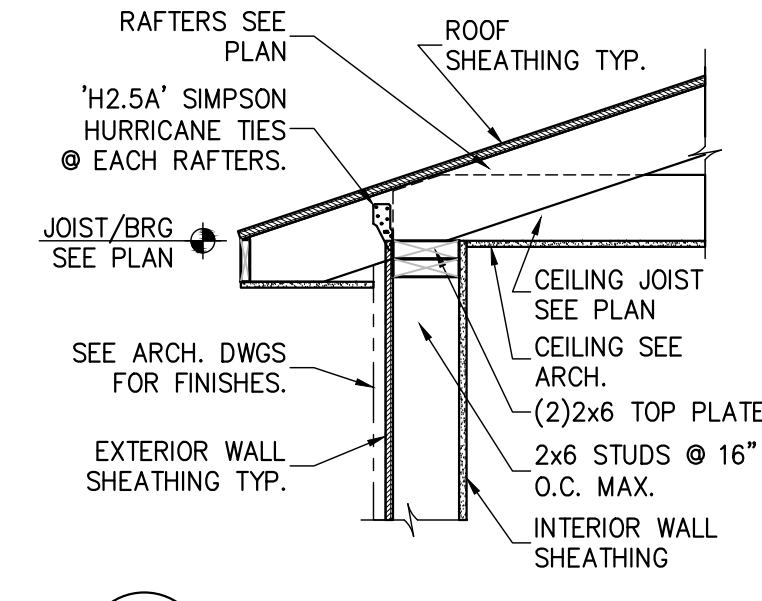 RAFTERS SEE
PLAN
ROOF
SHEATHING TYP.
'H2.5A' SIMPSON
HURRICANE TIES
@ EACH RAFTERS.
JOIST/BRG
SEE PLAN
CEILING JOIST
SEE PLAN
SEE ARCH. DWGS
FOR FINISHES.
CEILING SEE
ARCH.
(2)2x6 TOP PLATE
EXTERIOR WALL
SHEATHING TYP.
2x6 STUDS @ 16"
O.C. MAX.
INTERIOR WALL
SHEATHING